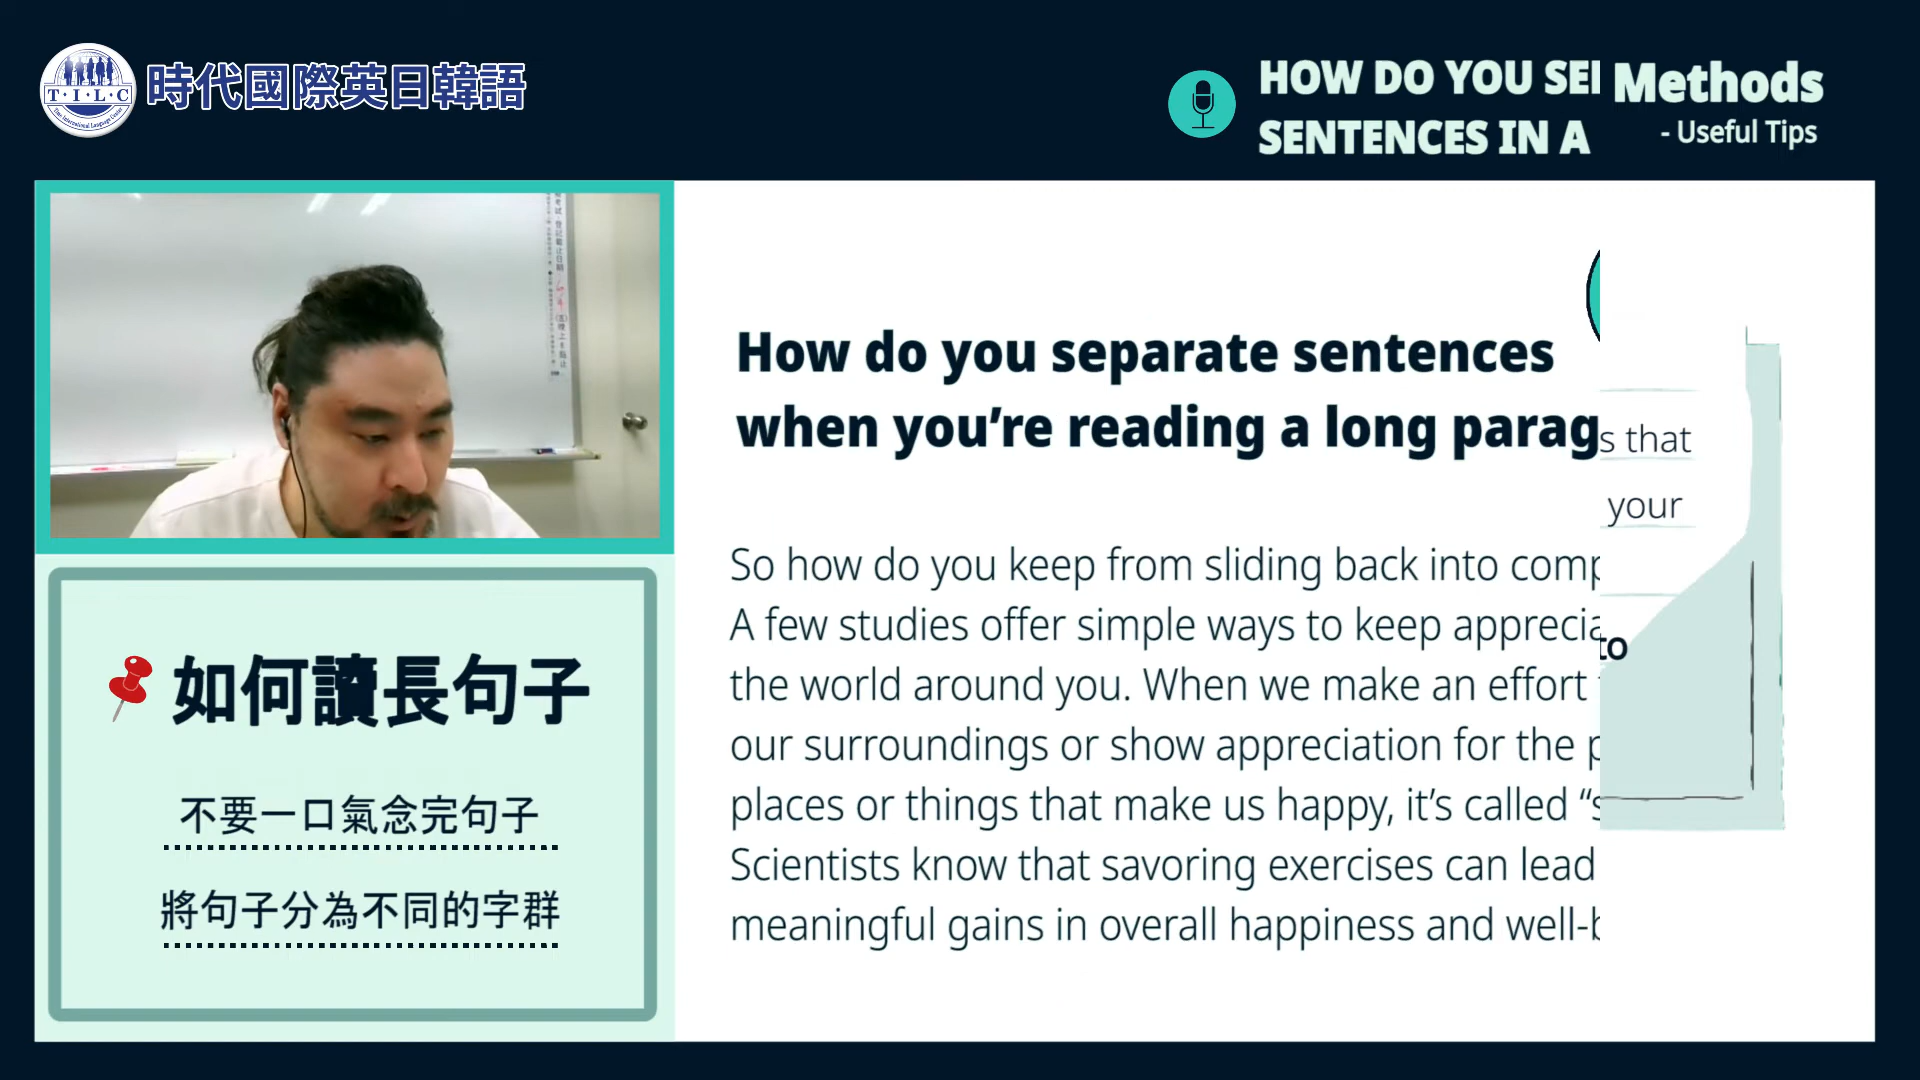 T·I·L·C
時代國際英日韓語
HOW DO YOU SE
SENTENCES IN A
Methods
- Useful Tips
How do you separate sentences
when you’re reading a long parag
s that
your
to
So how do you keep from sliding back into comp
A few studies offer simple ways to keep apprecia
the world around you. When we make an effort
our surroundings or show appreciation for the p
places or things that make us happy, it’s called “s
Scientists know that savoring exercises can lead
meaningful gains in overall happiness and well-b
如何讀長句子
不要一口氣念完句子
將句子分為不同的字群